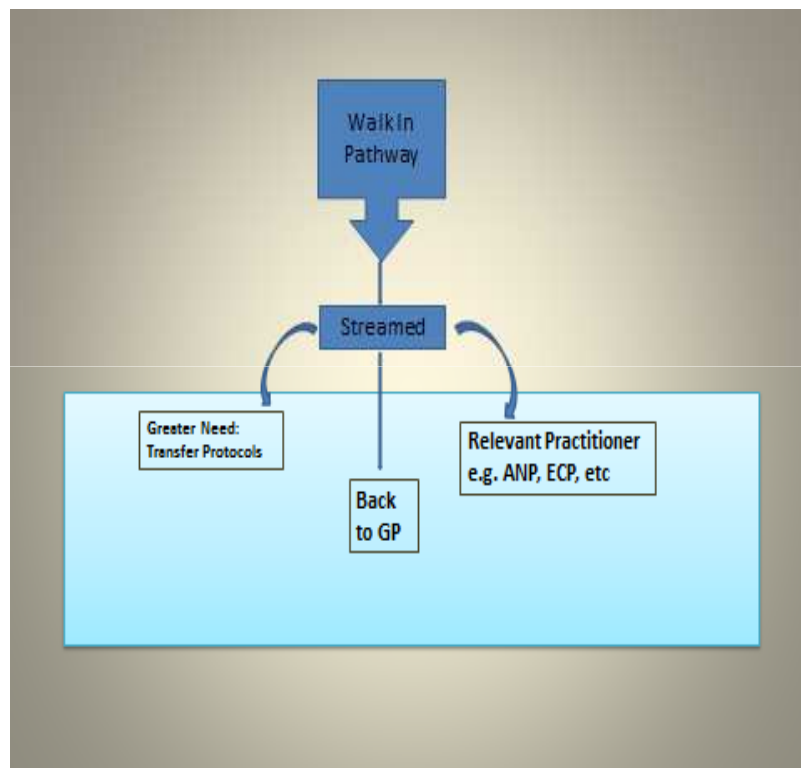 Walk In
Pathway
Streamed
Greater Need:
Transfer Protocols
Relevant Practitioner
e.g. ANP, ECP, etc
Back
to GP